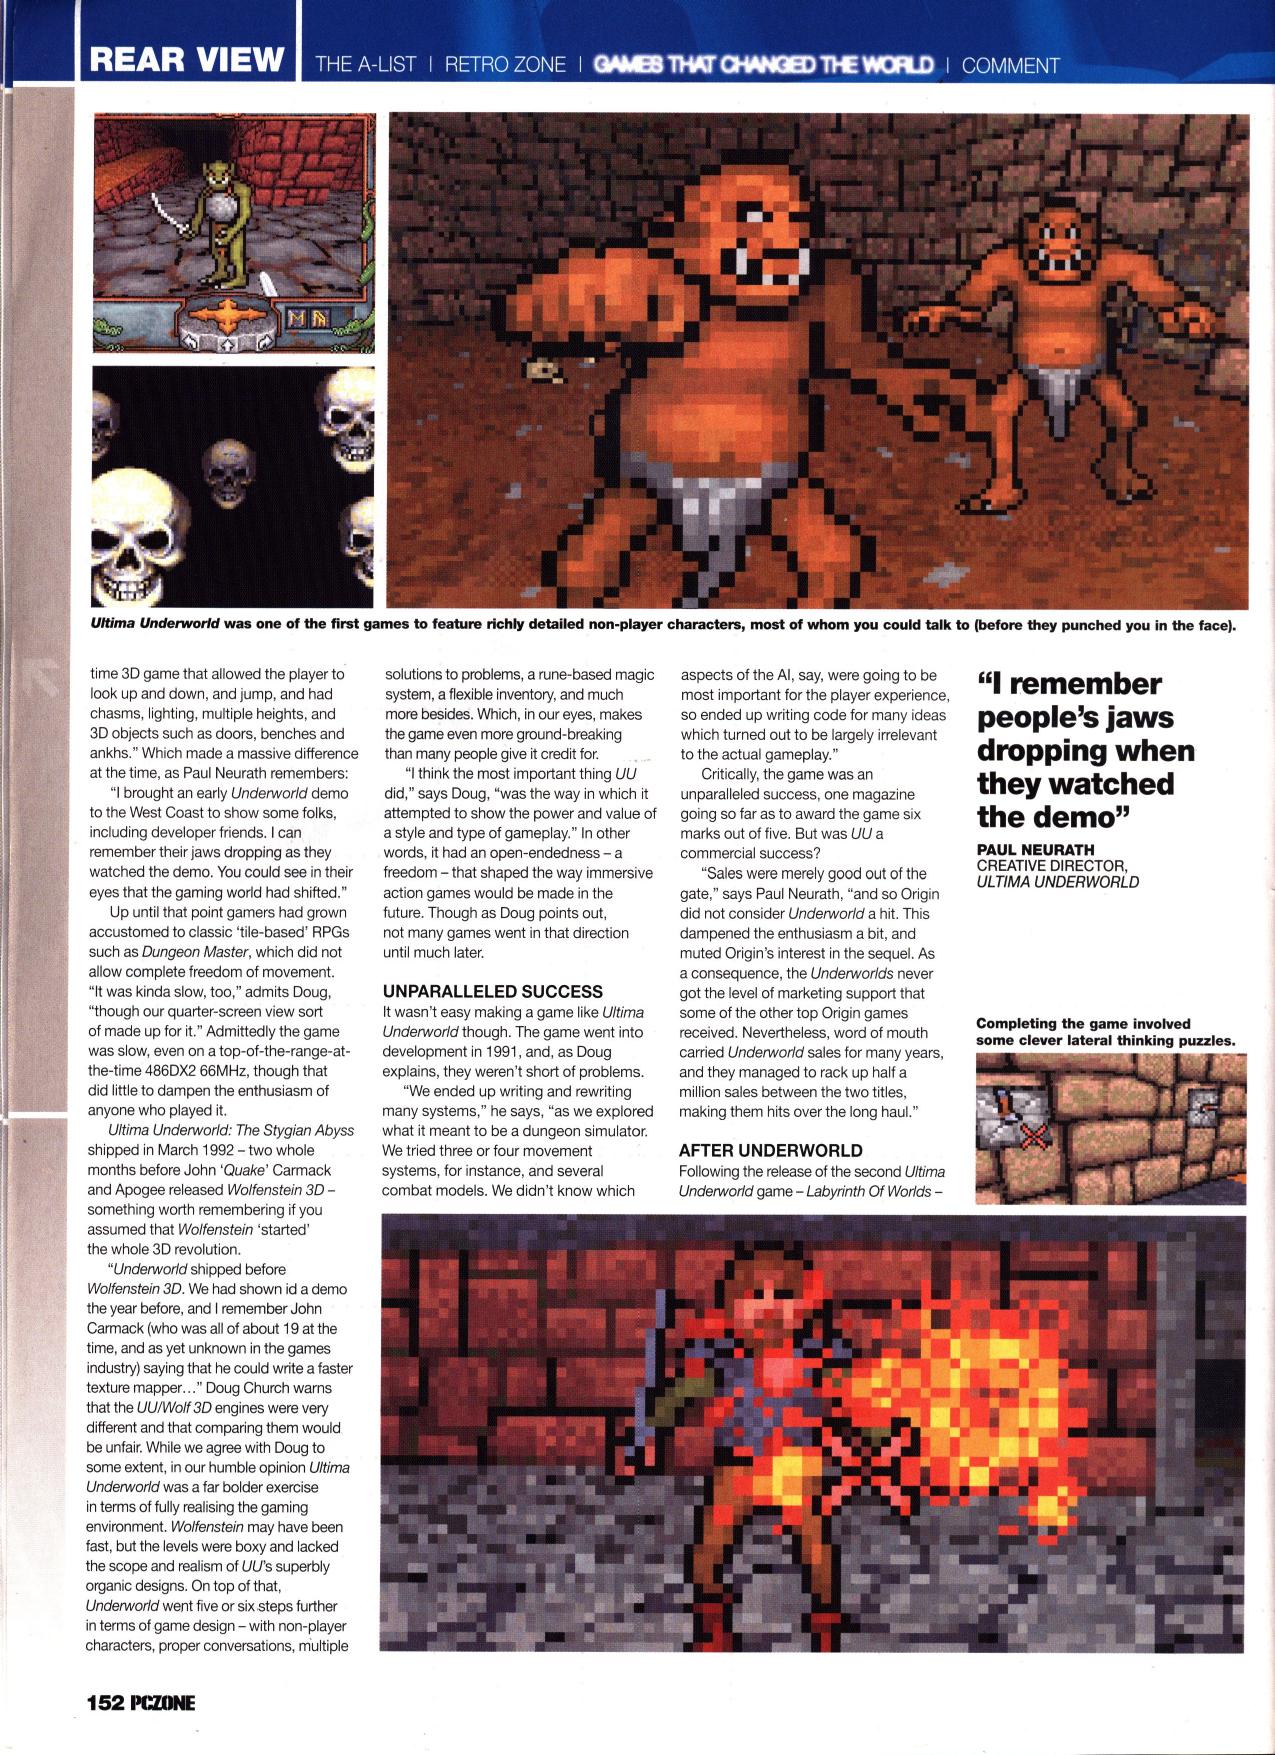 REAR VIEW
THE A-LIST | RETRO ZONE | GAMES THAT CHANGED THE WORLD | COMMENT
Ultima Underworld was one of the first games to feature richly detailed non-player characters, most of whom you could talk to (before they punched you in the face).
time 3D game that allowed the player to
look up and down, and jump, and had
chasms, lighting, multiple heights, and
3D objects such as doors, benches and
ankhs.” Which made a massive difference
at the time, as Paul Neurath remembers:
“I brought an early Underworld demo
to the West Coast to show some folks,
including developer friends. I can
remember their jaws dropping as they
watched the demo. You could see in their
eyes that the gaming world had shifted.”
Up until that point gamers had grown
accustomed to classic ‘tile-based’ RPGs
such as Dungeon Master, which did not
allow complete freedom of movement.
“It was kinda slow, too,” admits Doug,
“though our quarter-screen view sort
of made up for it.” Admittedly the game
was slow, even on a top-of-the-range-at-
the-time 486DX2 66MHz, though that
did little to dampen the enthusiasm of
anyone who played it.
Ultima Underworld: The Stygian Abyss
shipped in March 1992 – two whole
months before John ‘Quake’ Carmack
and Apogee released Wolfenstein 3D –
something worth remembering if you
assumed that Wolfenstein ‘started’
the whole 3D revolution.
“Underworld shipped before
Wolfenstein 3D. We had shown id a demo
the year before, and I remember John
Carmack (who was all of about 19 at the
time, and as yet unknown in the games
industry) saying that he could write a faster
texture mapper…” Doug Church warns
that the UU/Wolf 3D engines were very
different and that comparing them would
be unfair. While we agree with Doug to
some extent, in our humble opinion Ultima
Underworld was a far bolder exercise
in terms of fully realising the gaming
environment. Wolfenstein may have been
fast, but the levels were boxy and lacked
the scope and realism of UU’s superbly
organic designs. On top of that,
Underworld went five or six steps further
in terms of game design – with non-player
characters, proper conversations, multiple
solutions to problems, a rune-based magic
system, a flexible inventory, and much
more besides. Which, in our eyes, makes
the game even more ground-breaking
than many people give it credit for.
“I think the most important thing UU
did,” says Doug, “was the way in which it
attempted to show the power and value of
a style and type of gameplay.” In other
words, it had an open-endedness – a
freedom – that shaped the way immersive
action games would be made in the
future. Though as Doug points out,
not many games went in that direction
until much later.
UNPARALLELED SUCCESS
It wasn’t easy making a game like Ultima
Underworld though. The game went into
development in 1991, and, as Doug
explains, they weren’t short of problems.
“We ended up writing and rewriting
many systems,” he says, “as we explored
what it meant to be a dungeon simulator.
We tried three or four movement
systems, for instance, and several
combat models. We didn’t know which
aspects of the AI, say, were going to be
most important for the player experience,
so ended up writing code for many ideas
which turned out to be largely irrelevant
to the actual gameplay.”
Critically, the game was an
unparalleled success, one magazine
going so far as to award the game six
marks out of five. But was UU a
commercial success?
“Sales were merely good out of the
gate,” says Paul Neurath, “and so Origin
did not consider Underworld a hit. This
dampened the enthusiasm a bit, and
muted Origin’s interest in the sequel. As
a consequence, the Underworlds never
got the level of marketing support that
some of the other top Origin games
received. Nevertheless, word of mouth
carried Underworld sales for many years,
and they managed to rack up half a
million sales between the two titles,
making them hits over the long haul.”
AFTER UNDERWORLD
Following the release of the second Ultima
Underworld game – Labyrinth Of Worlds –
“I remember
people’s jaws
dropping when
they watched
the demo”
PAUL NEURATH
CREATIVE DIRECTOR,
ULTIMA UNDERWORLD
Completing the game involved
some clever lateral thinking puzzles.
152 PCZONE